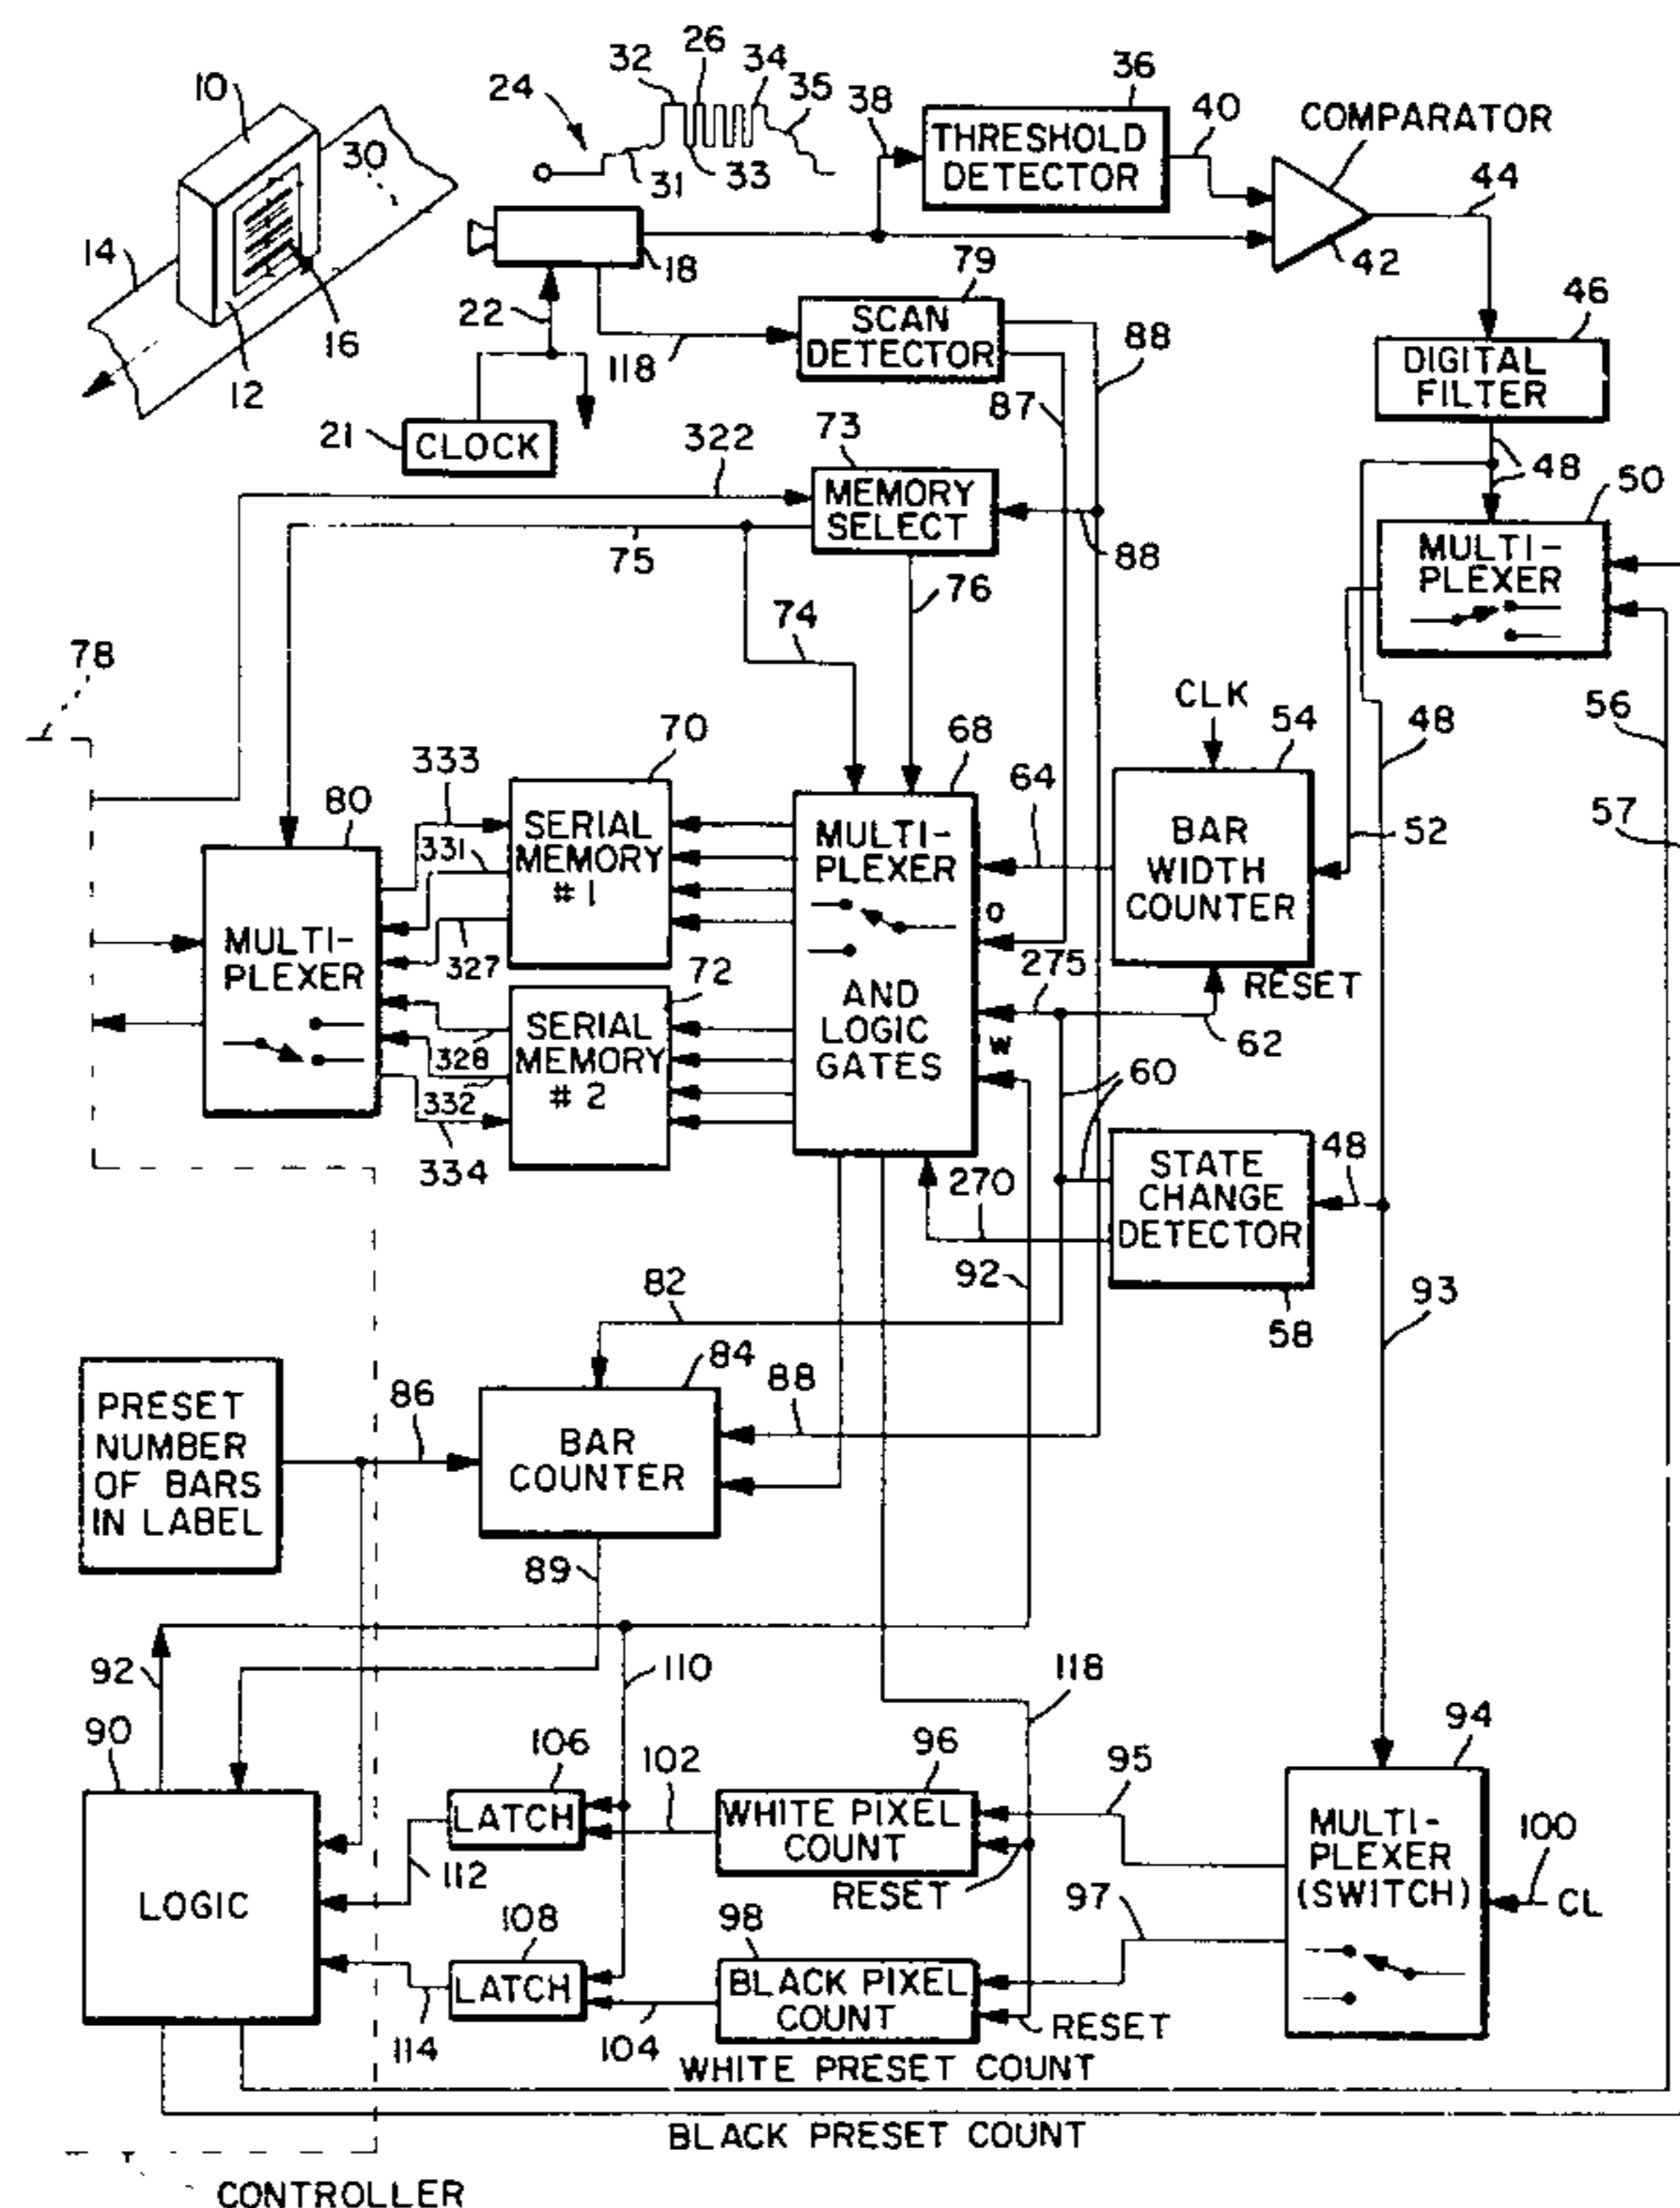 10
30
14
12
16
24
32
26
34
35
31
33
38
36
THRESHOLD
DETECTOR
40
COMPARATOR
42
44
18
22
118
79
SCAN
DETECTOR
88
87
46
DIGITAL
FILTER
48
21
CLOCK
322
73
MEMORY
SELECT
75
76
74
88
50
MULTI-
PLEXER
78
CLK
54
BAR
WIDTH
COUNTER
RESET
62
64
52
48
56
57
80
MULTI-
PLEXER
333
331
327
328
332
334
70
SERIAL
MEMORY
#1
72
SERIAL
MEMORY
#2
68
MULTI-
PLEXER
AND
LOGIC
GATES
O
W
275
60
270
92
STATE
CHANGE
DETECTOR
58
48
93
82
PRESET
NUMBER
OF BARS
IN LABEL
86
84
BAR
COUNTER
88
89
92
110
118
90
LOGIC
106
LATCH
112
102
96
WHITE PIXEL
COUNT
RESET
95
94
MULTI-
PLEXER
(SWITCH)
100
CL
108
LATCH
114
104
98
BLACK PIXEL
COUNT
RESET
97
WHITE PRESET COUNT
BLACK PRESET COUNT
CONTROLLER